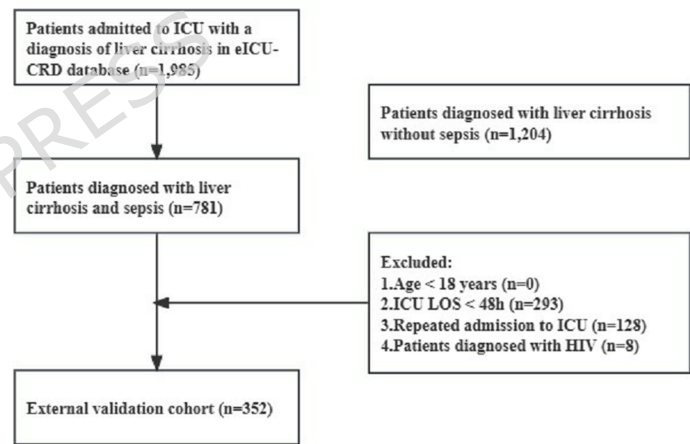 Patients admitted to ICU with a
diagnosis of liver cirrhosis in eICU-
CRD database (n=1,985)
Patients diagnosed with liver cirrhosis
without sepsis (n=1,204)
Patients diagnosed with liver
cirrhosis and sepsis (n=781)
Excluded:
1.Age < 18 years (n=0)
2.ICU LOS < 48h (n=293)
3.Repeated admission to ICU (n=128)
4.Patients diagnosed with HIV (n=8)
External validation cohort (n=352)
PRESS